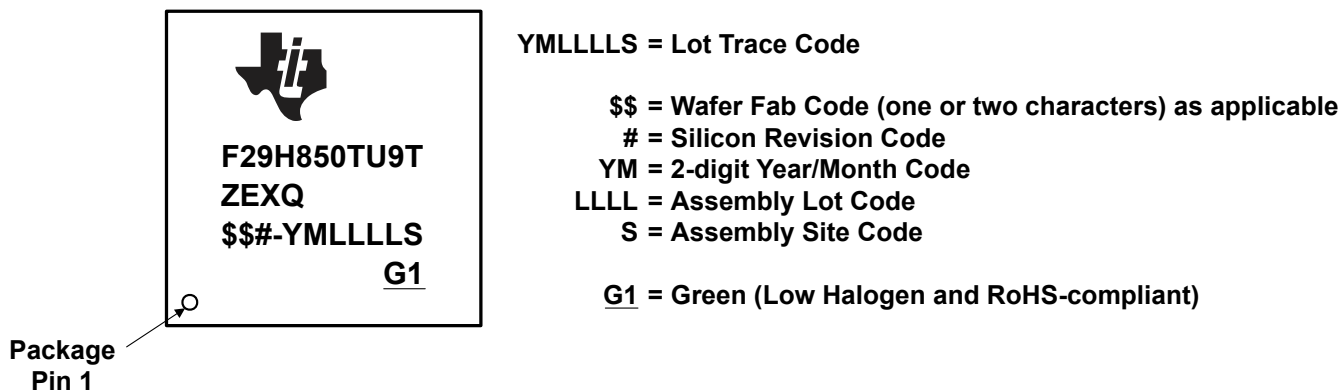 F29H850TU9T
ZEXQ
$$#-YMLLLLS
G1
Package
Pin 1
YMLLLLS = Lot Trace Code
$$ = Wafer Fab Code (one or two characters) as applicable
# = Silicon Revision Code
YM = 2-digit Year/Month Code
LLLL = Assembly Lot Code
S = Assembly Site Code
G1 = Green (Low Halogen and RoHS-compliant)